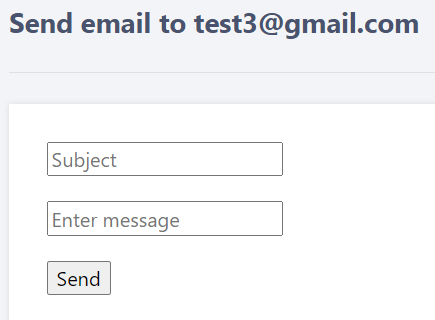 Send email to test3@gmail.com
Subject
Enter message
Send